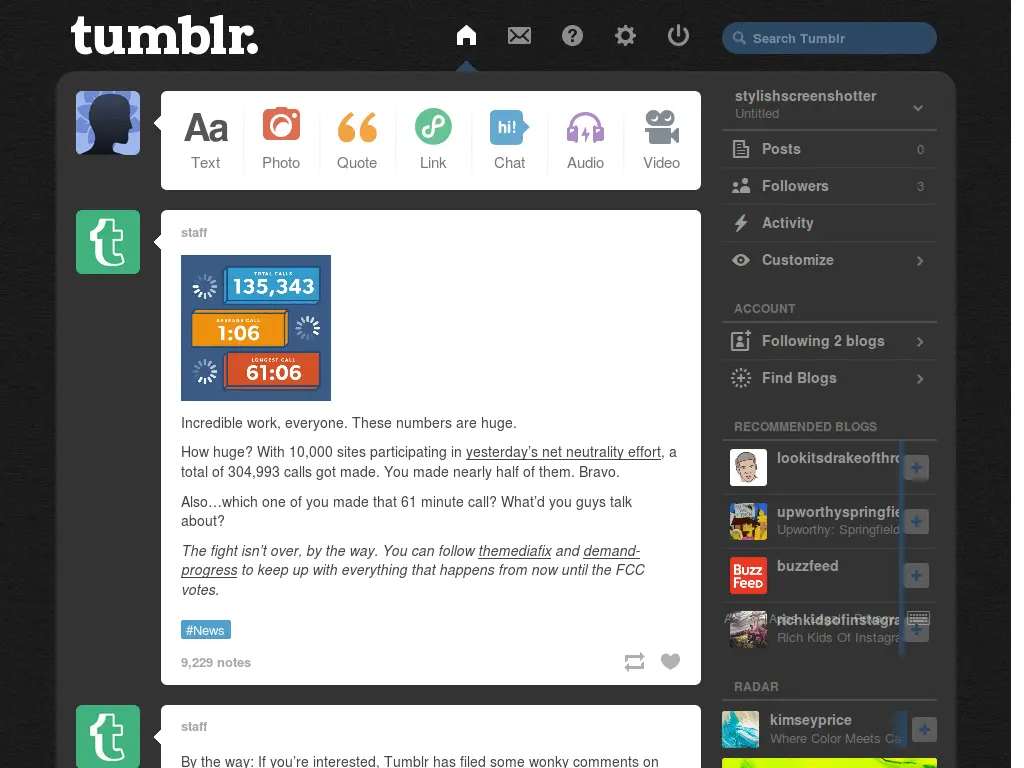 tumblr.
Search Tumblr
Aa
Text
Photo
Quote
Link
hi!
Chat
Audio
Video
staff
TOTAL CALLS
135,343
AVERAGE CALL
1:06
LONGEST CALL
61:06
Incredible work, everyone. These numbers are huge.
How huge? With 10,000 sites participating in yesterday's net neutrality effort, a
total of 304,993 calls got made. You made nearly half of them. Bravo.
Also…which one of you made that 61 minute call? What'd you guys talk
about?
The fight isn't over, by the way. You can follow themediafix and demand-
progress to keep up with everything that happens from now until the FCC
votes.
#News
9,229 notes
staff
By the way: If you're interested, Tumblr has filed some wonky comments on
stylishscreenshotter
Untitled
Posts 0
Followers 3
Activity
Customize
ACCOUNT
Following 2 blogs
Find Blogs
RECOMMENDED BLOGS
lookitsdrakeofthro
upworthyspringfie
Upworthy: Springfield
BuzzFeed
buzzfeed
richkidsofinstagra
Rich Kids Of Instagra
RADAR
kimseyprice
Where Color Meets Ca